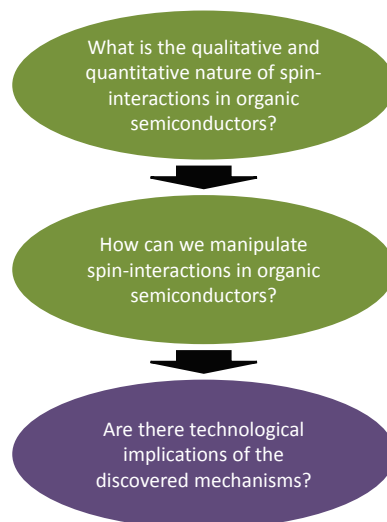 What is the qualitative and
quantitative nature of spin-
interactions in organic
semiconductors?
How can we manipulate
spin-interactions in organic
semiconductors?
Are there technological
implications of the
discovered mechanisms?